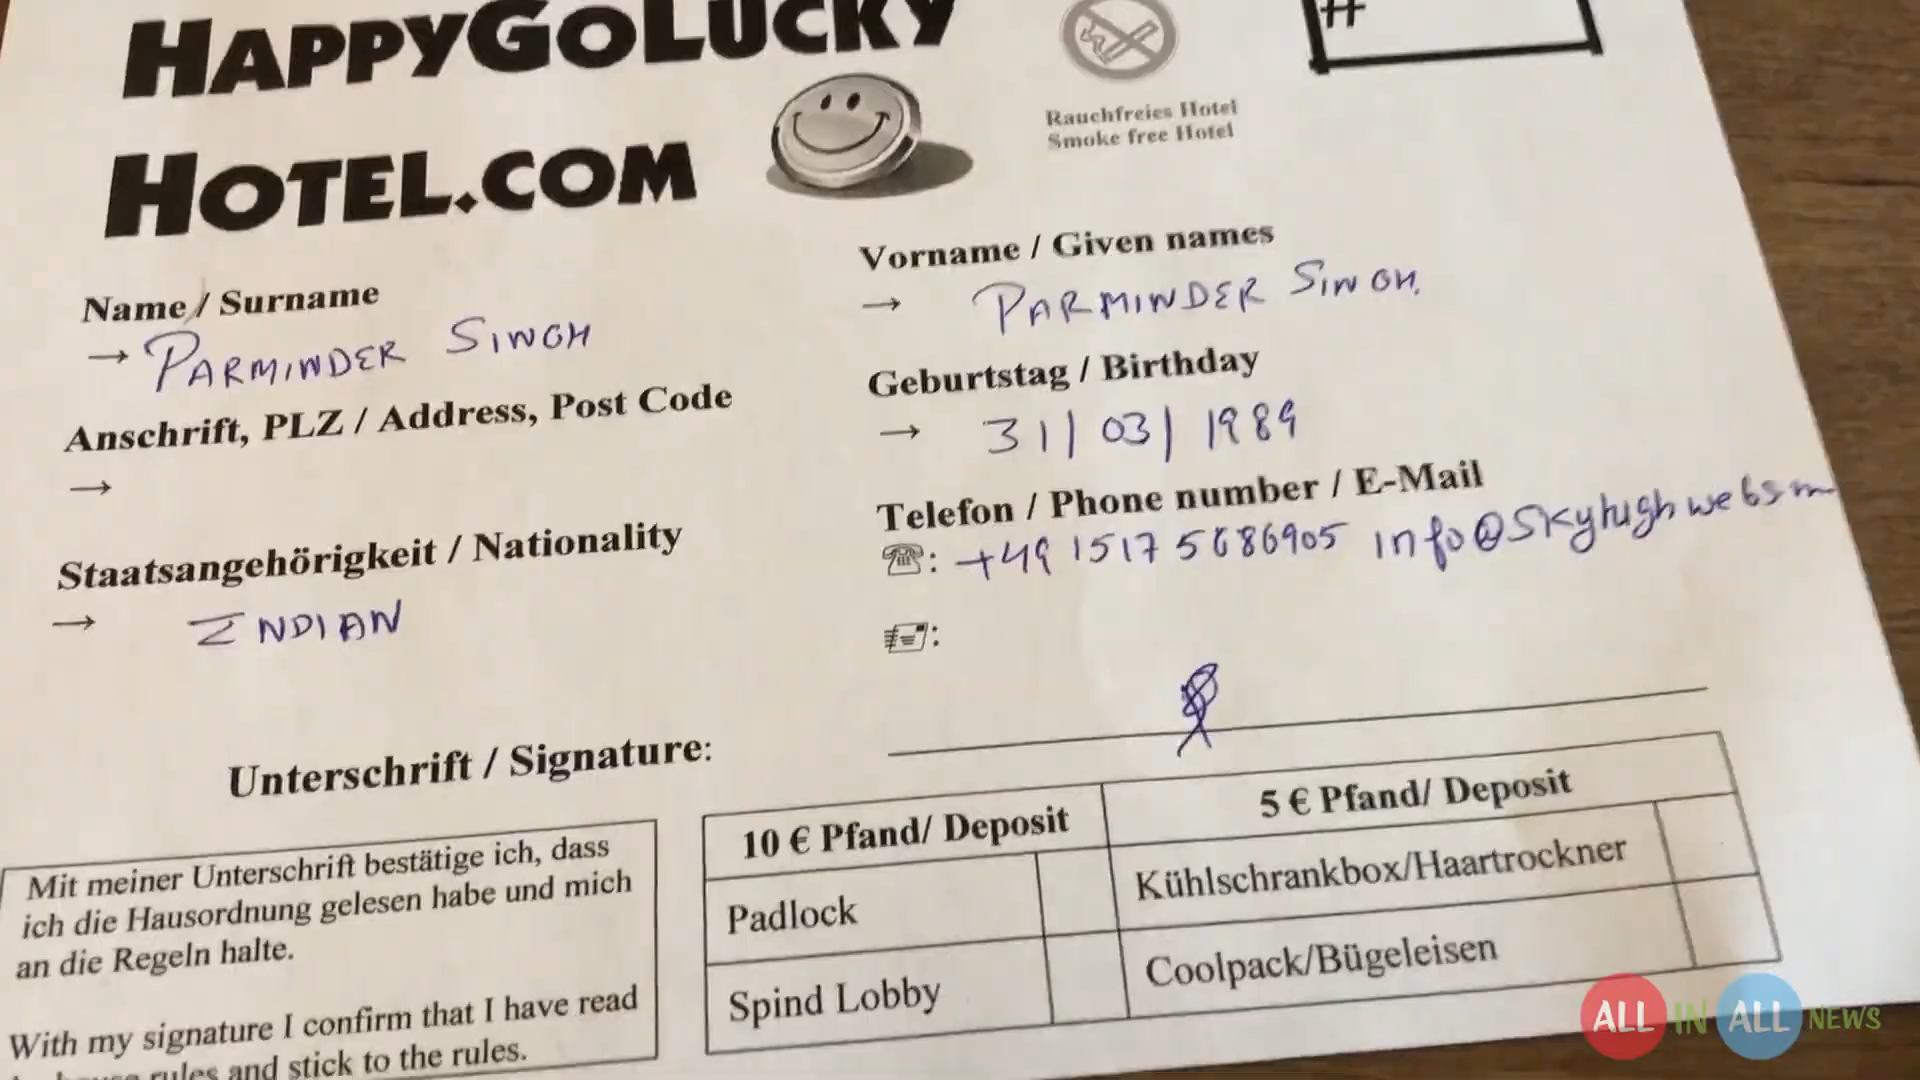 HAPPYGOLUCKY
HOTEL.COM
Rauchfreies Hotel
Smoke free Hotel
#
Name / Surname
→ PARMINDER SINGH
Vorname / Given names
→ PARMINDER SINGH.
Anschrift, PLZ / Address, Post Code
→
Geburtstag / Birthday
→ 31/03/1989
Staatsangehörigkeit / Nationality
→ INDIAN
Telefon / Phone number / E-Mail
☎: +49 1517 5686905 info@skyhighwebsm
:
Unterschrift / Signature:
10 € Pfand/ Deposit
5 € Pfand/ Deposit
Padlock
Kühlschrankbox/Haartrockner
Spind Lobby
Coolpack/Bügeleisen
Mit meiner Unterschrift bestätige ich, dass
ich die Hausordnung gelesen habe und mich
an die Regeln halte.
With my signature I confirm that I have read
rules and stick to the rules.
ALL IN ALL NEWS